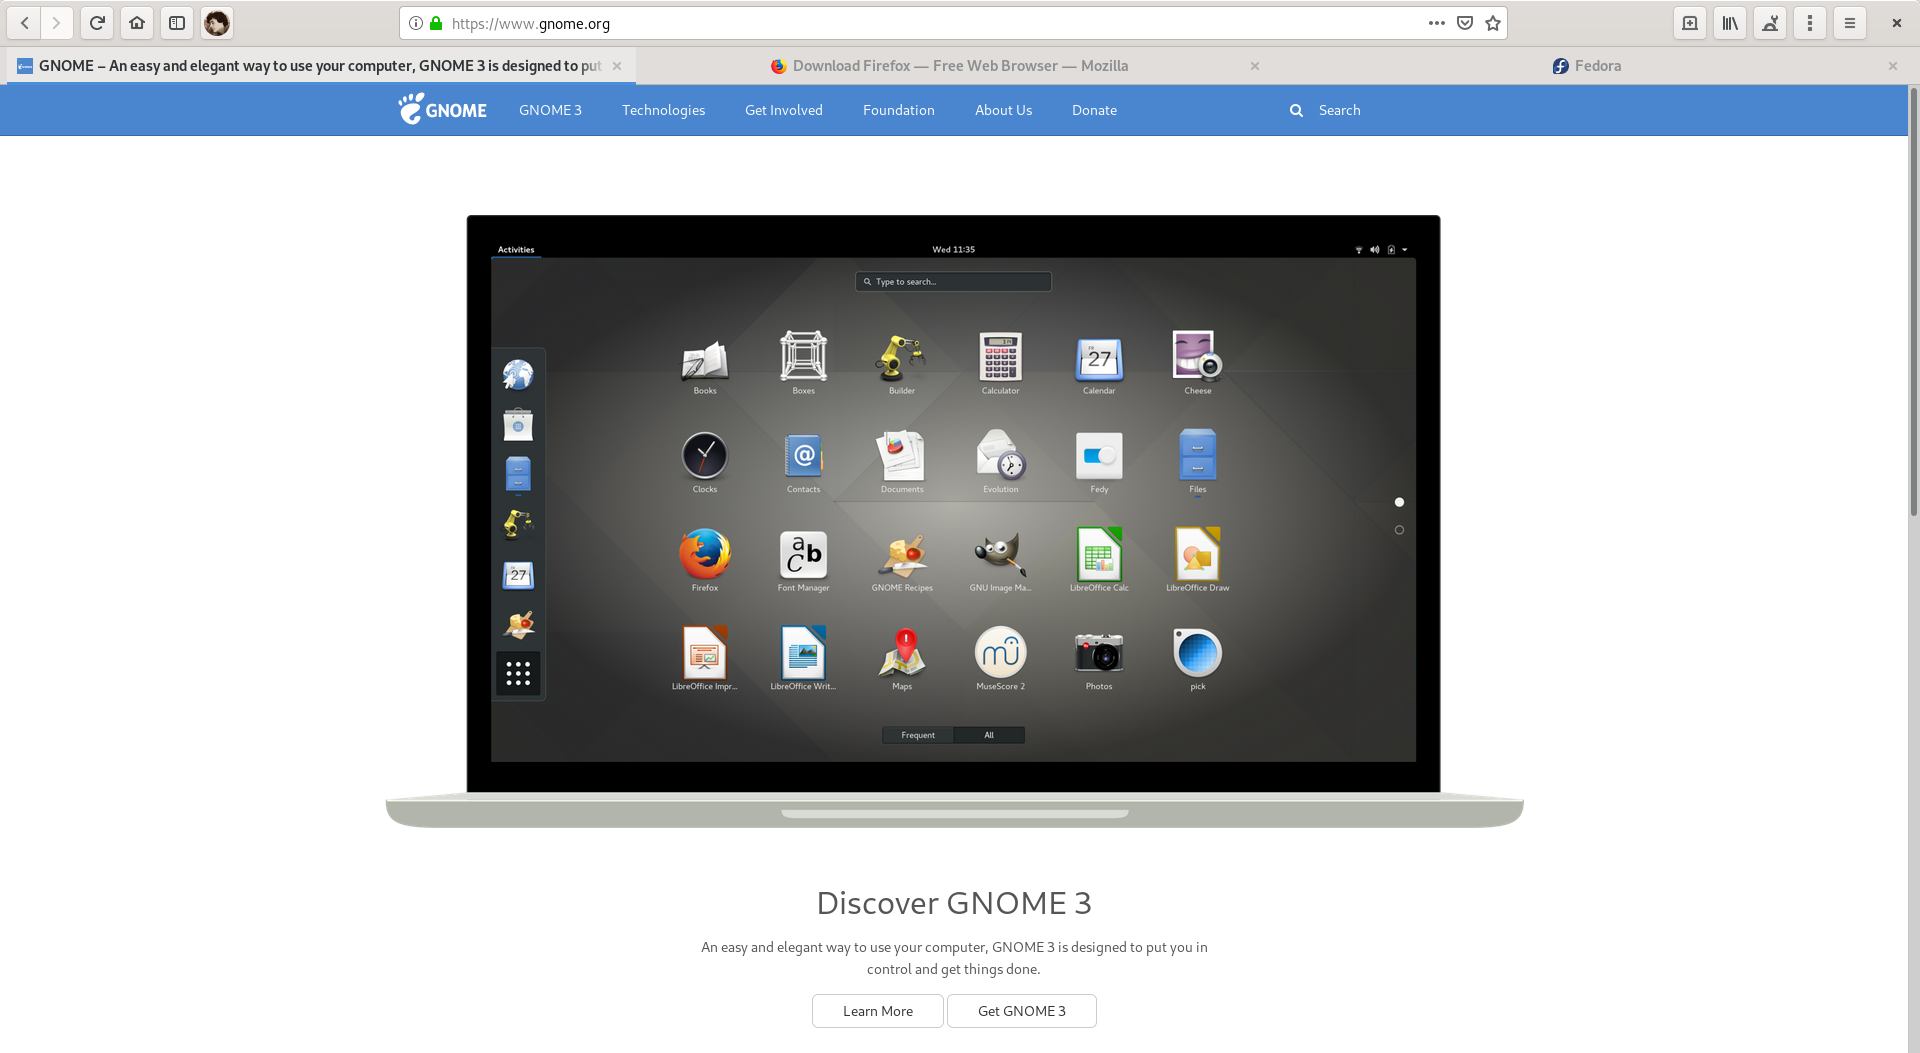 https://www.gnome.org
GNOME – An easy and elegant way to use your computer, GNOME 3 is designed to put
Download Firefox — Free Web Browser — Mozilla
Fedora
GNOME
GNOME 3
Technologies
Get Involved
Foundation
About Us
Donate
Search
Activities
Wed 11:35
Type to search...
Books
Boxes
Builder
Calculator
FR
27
Calendar
Cheese
Clocks
@
Contacts
Documents
Evolution
Fedy
Files
Firefox
a
b
c
Font Manager
GNOME Recipes
GNU Image Ma...
LibreOffice Calc
LibreOffice Draw
27
LibreOffice Impr...
LibreOffice Writ...
Maps
mu
MuseScore 2
Photos
pick
Frequent
All
Discover GNOME 3
An easy and elegant way to use your computer, GNOME 3 is designed to put you in
control and get things done.
Learn More
Get GNOME 3